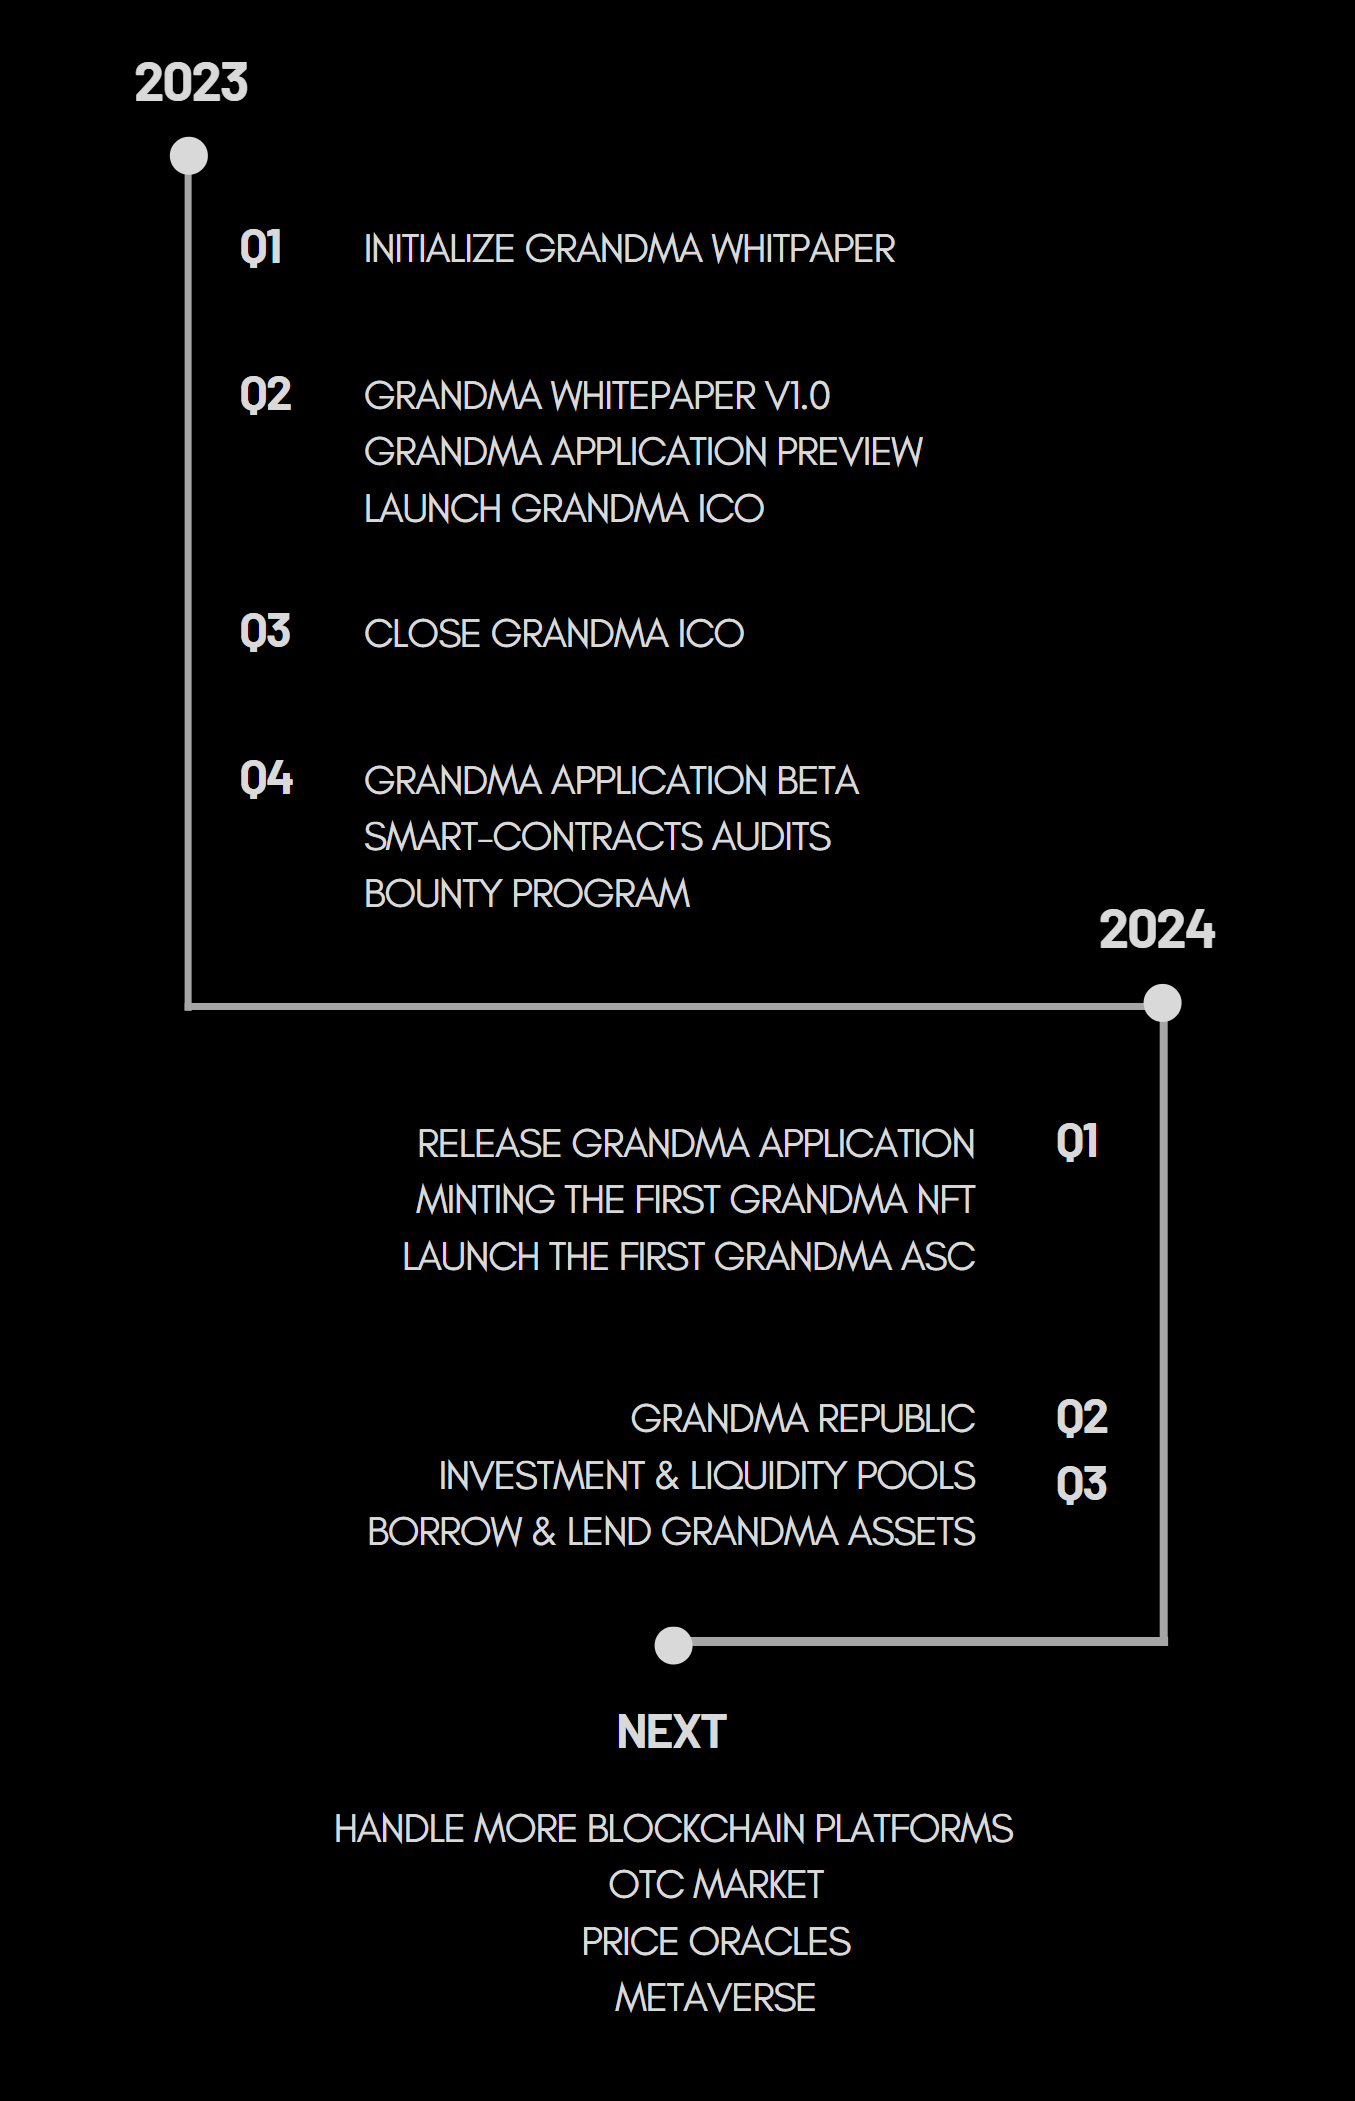 2023
Q1 INITIALIZE GRANDMA WHITPAPER
Q2 GRANDMA WHITEPAPER V1.0
GRANDMA APPLICATION PREVIEW
LAUNCH GRANDMA ICO
Q3 CLOSE GRANDMA ICO
Q4 GRANDMA APPLICATION BETA
SMART-CONTRACTS AUDITS
BOUNTY PROGRAM
2024
RELEASE GRANDMA APPLICATION Q1
MINTING THE FIRST GRANDMA NFT
LAUNCH THE FIRST GRANDMA ASC
GRANDMA REPUBLIC Q2
INVESTMENT & LIQUIDITY POOLS Q3
BORROW & LEND GRANDMA ASSETS
NEXT
HANDLE MORE BLOCKCHAIN PLATFORMS
OTC MARKET
PRICE ORACLES
METAVERSE